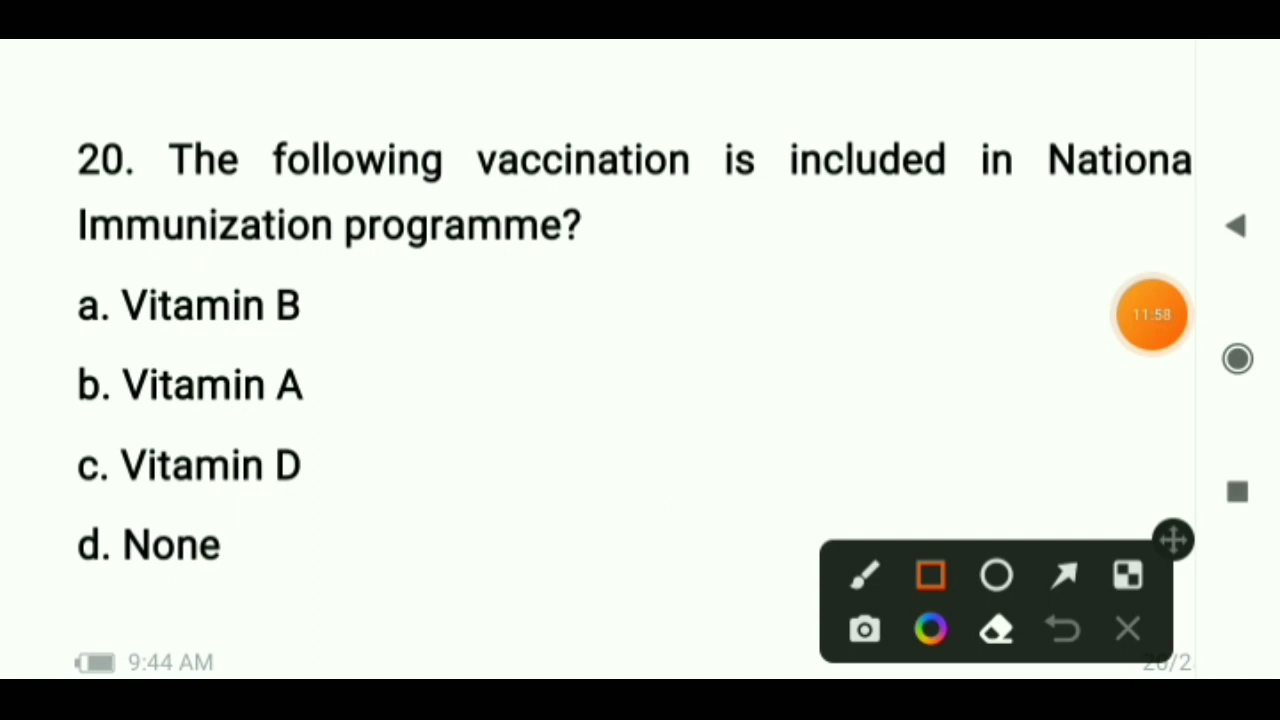 20. The following vaccination is included in Nationa
Immunization programme?
a. Vitamin B
b. Vitamin A
c. Vitamin D
d. None
11:58
9:44 AM
/2